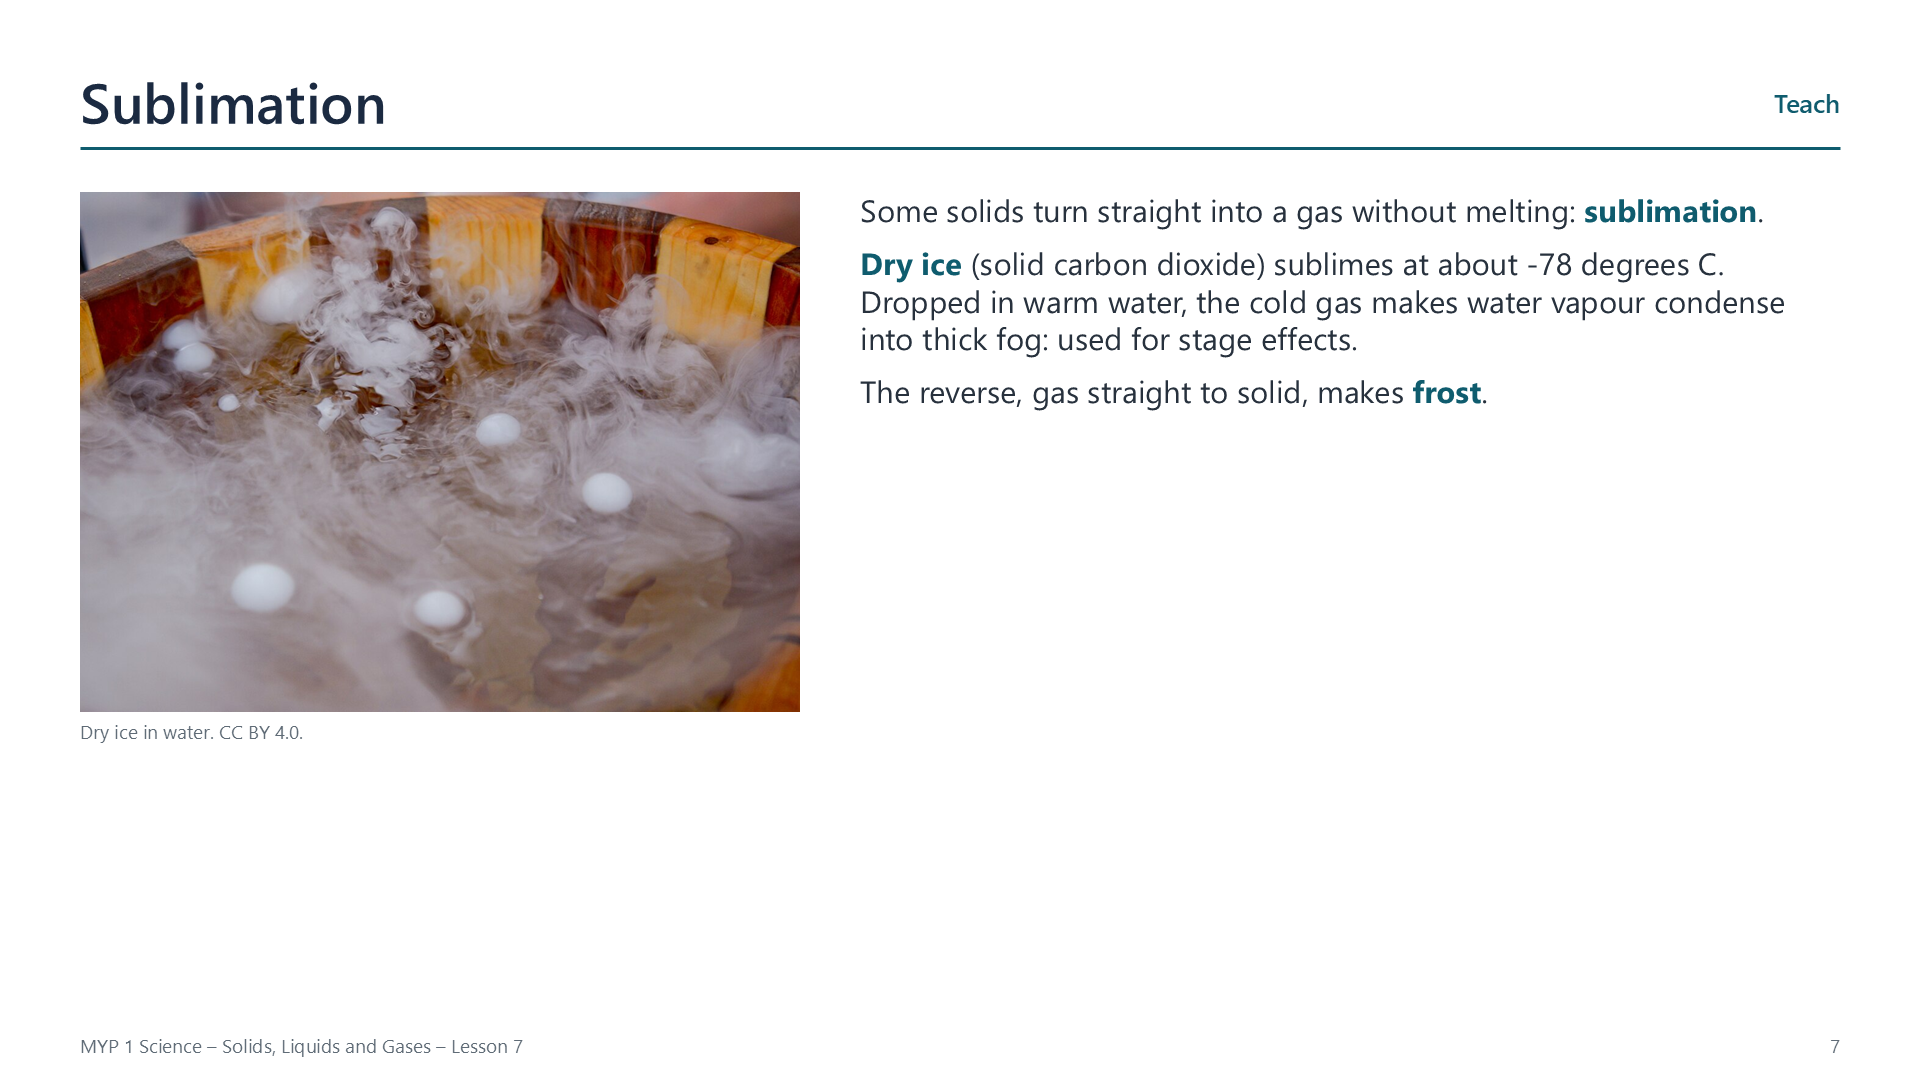 Sublimation
Teach
Some solids turn straight into a gas without melting: sublimation.
Dry ice (solid carbon dioxide) sublimes at about -78 degrees C.
Dropped in warm water, the cold gas makes water vapour condense
into thick fog: used for stage effects.
The reverse, gas straight to solid, makes frost.
Dry ice in water. CC BY 4.0.
MYP 1 Science – Solids, Liquids and Gases – Lesson 7
7